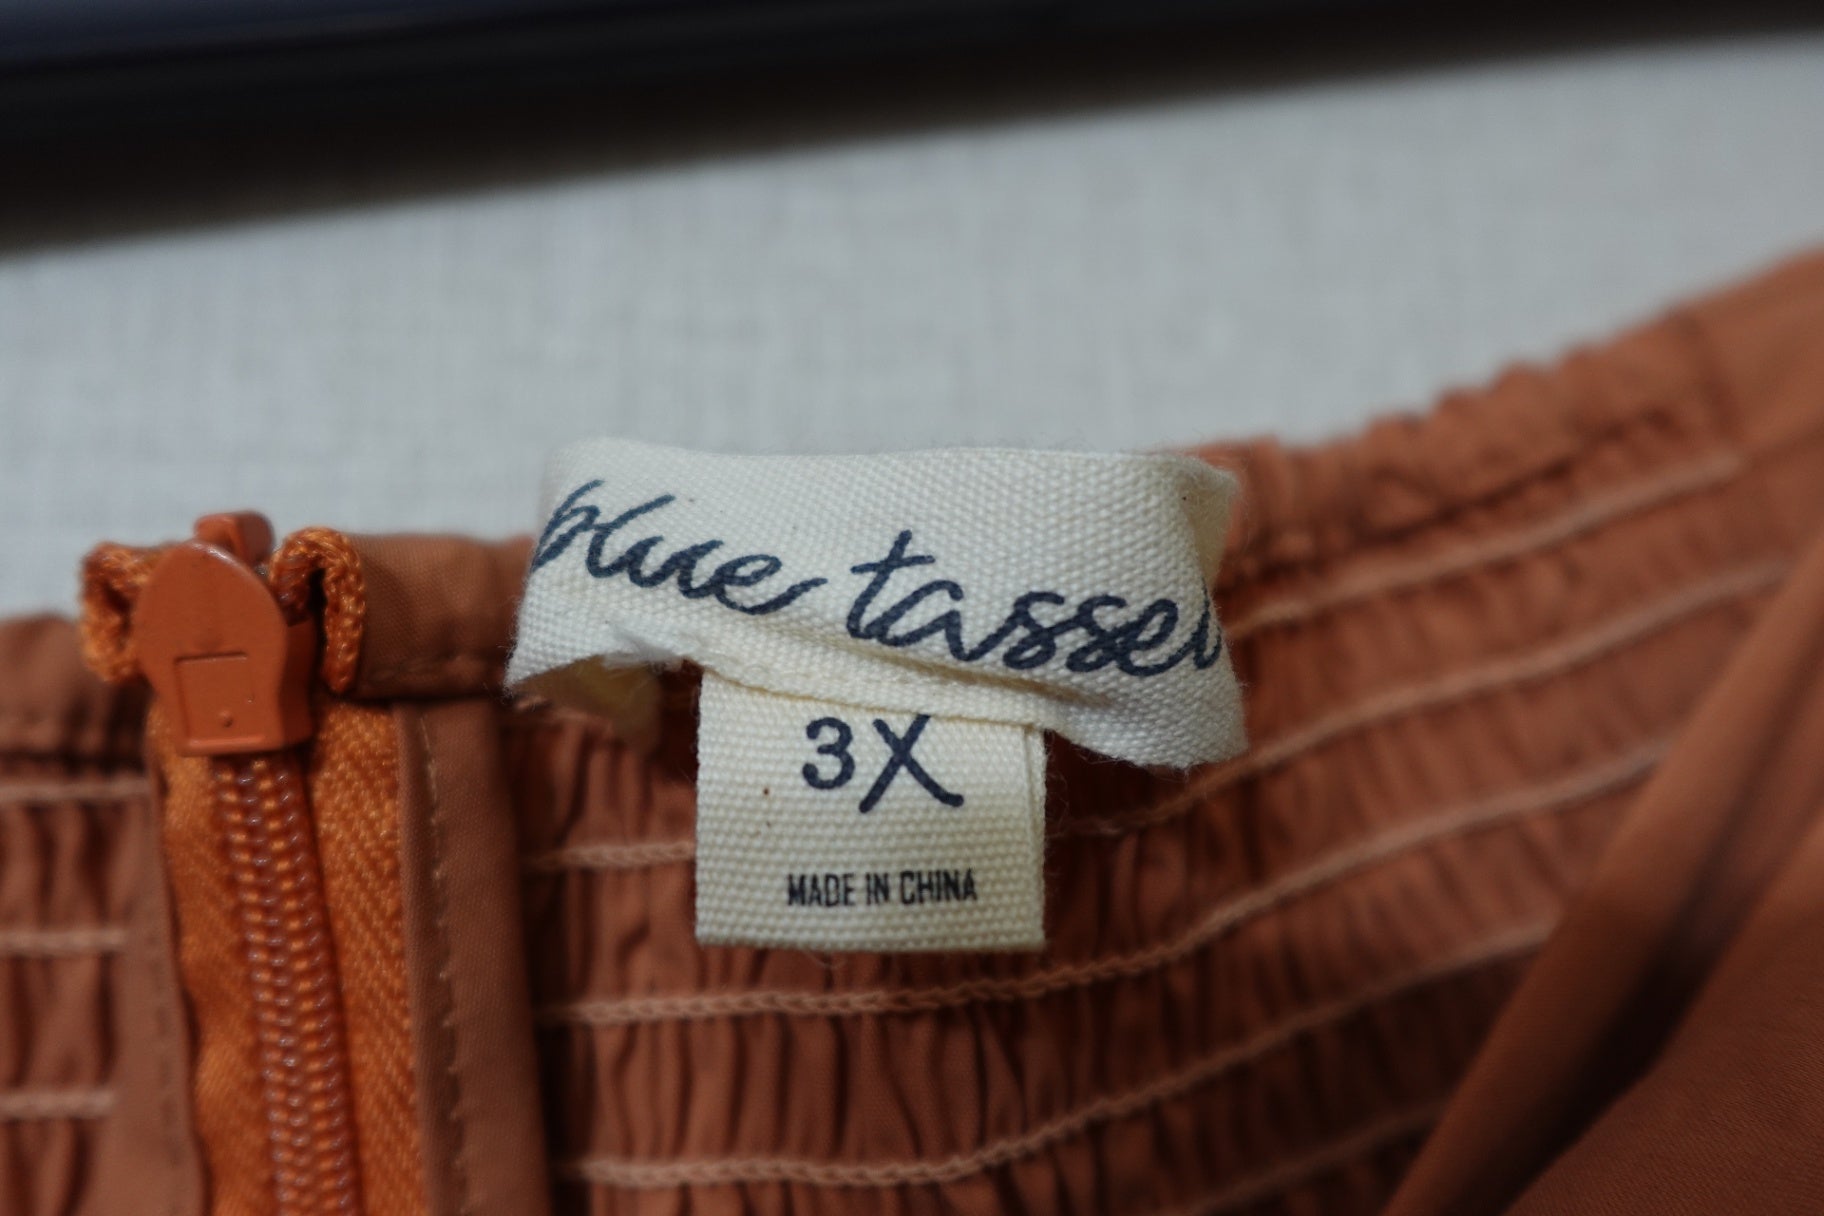 blue tassel
3X
MADE IN CHINA